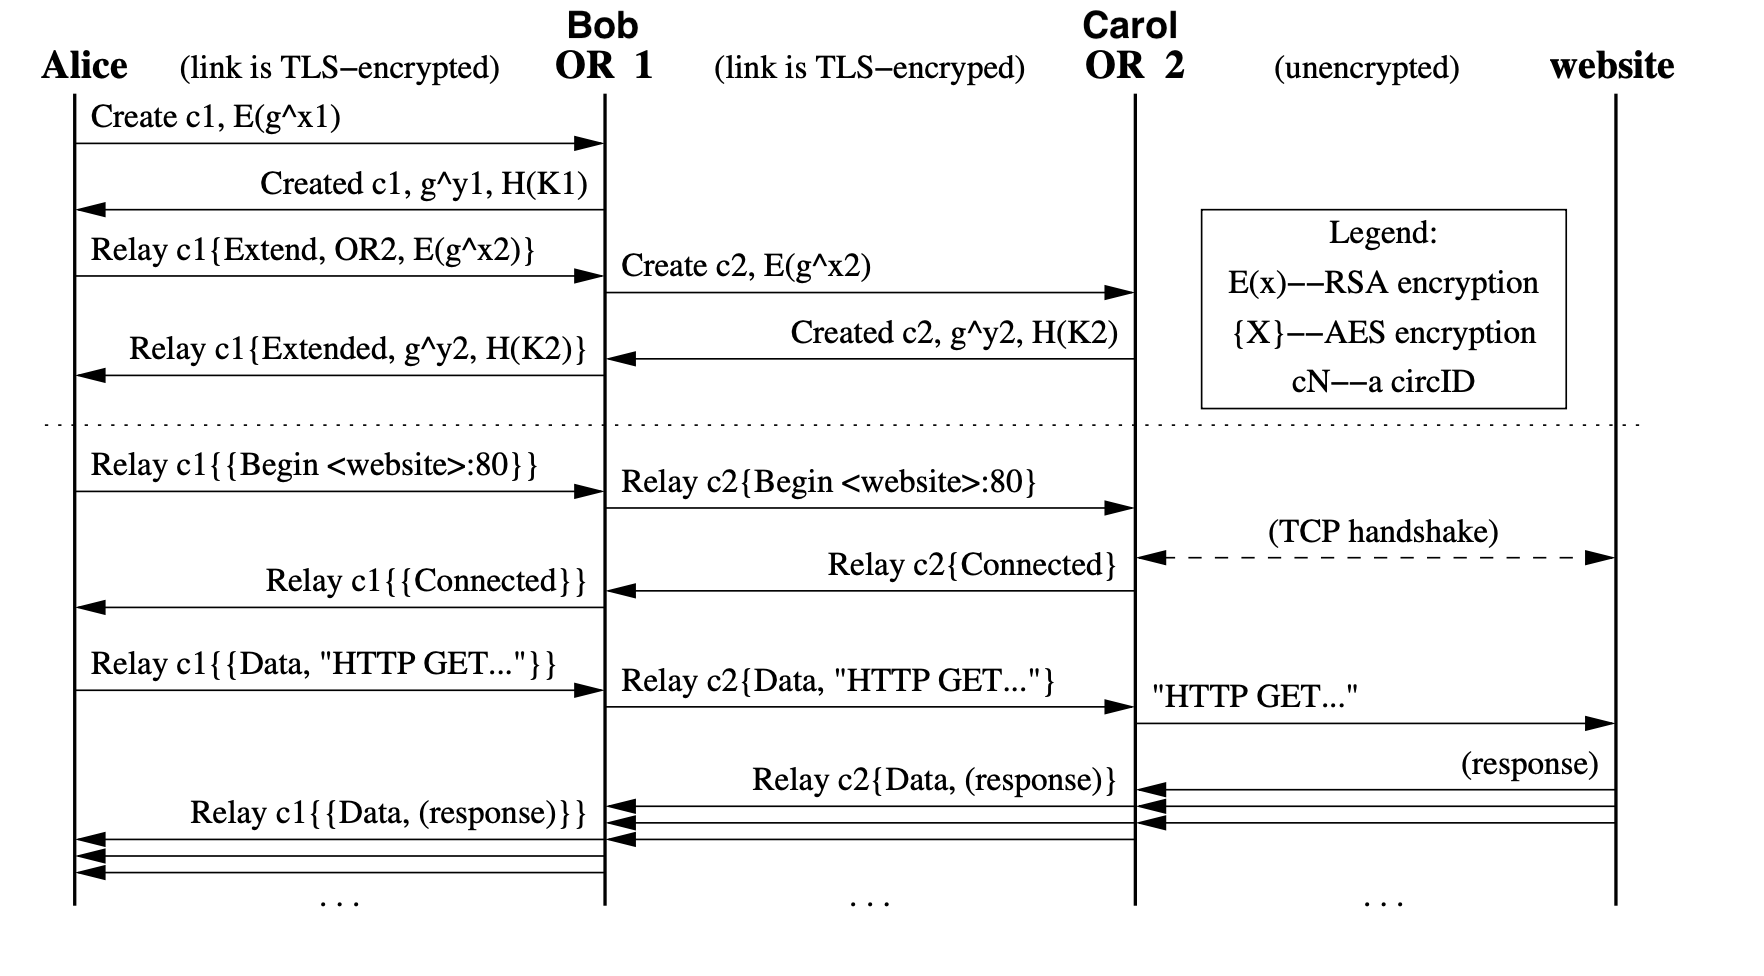 Bob
Carol
Alice (link is TLS−encrypted) OR 1 (link is TLS−encryped) OR 2 (unencrypted) website
Create c1, E(g^x1)
Created c1, g^y1, H(K1)
Relay c1{Extend, OR2, E(g^x2)}
Create c2, E(g^x2)
Created c2, g^y2, H(K2)
Relay c1{Extended, g^y2, H(K2)}
Legend:
E(x)−−RSA encryption
{X}−−AES encryption
cN−−a circID
Relay c1{{Begin <website>:80}}
Relay c2{Begin <website>:80}
(TCP handshake)
Relay c2{Connected}
Relay c1{{Connected}}
Relay c1{{Data, "HTTP GET..."}}
Relay c2{Data, "HTTP GET..."}
"HTTP GET..."
(response)
Relay c2{Data, (response)}
Relay c1{{Data, (response)}}
. . . . . . . . .